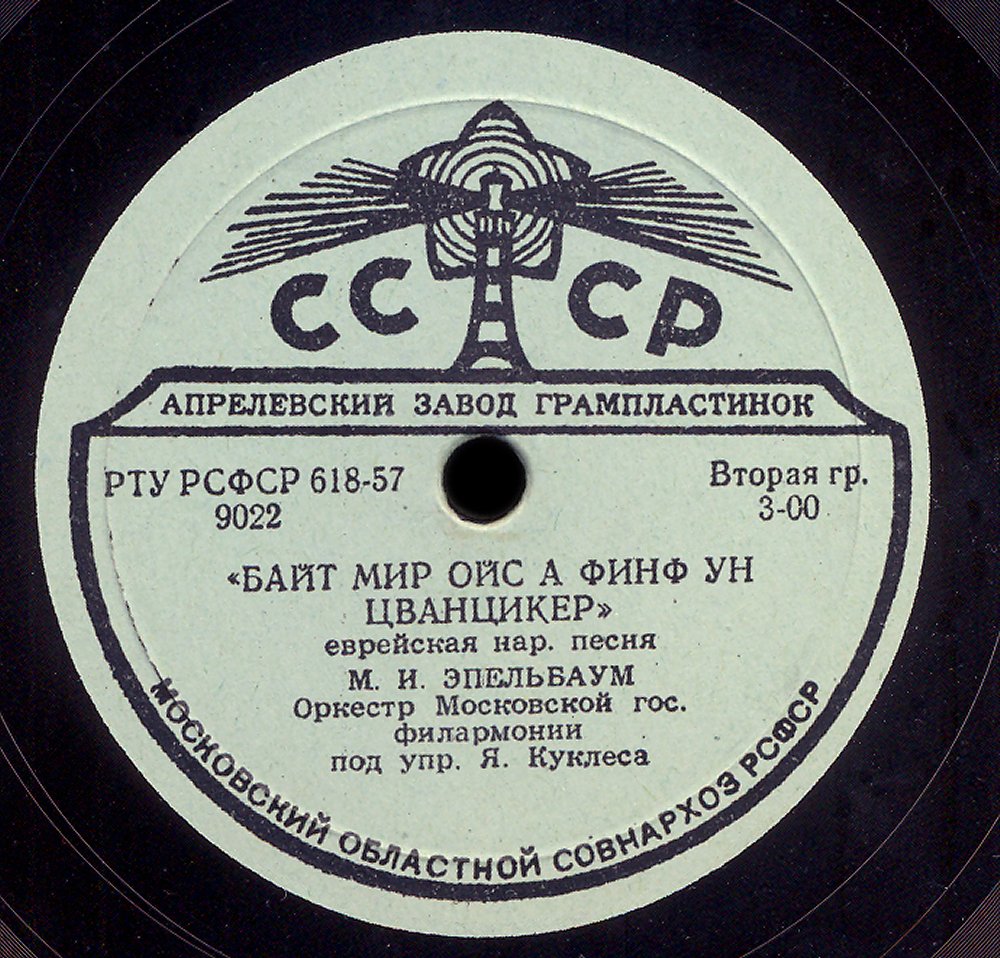 СССР
АПРЕЛЕВСКИЙ ЗАВОД ГРАМПЛАСТИНОК
РТУ РСФСР 618-57
9022
Вторая гр.
3-00
«БАЙТ МИР ОЙС А ФИНФ УН
ЦВАНЦИКЕР»
еврейская нар. песня
М. И. ЭПЕЛЬБАУМ
Оркестр Московской гос.
филармонии
под упр. Я. Куклеса
МОСКОВСКИЙ ОБЛАСТНОЙ СОВНАРХОЗ РСФСР